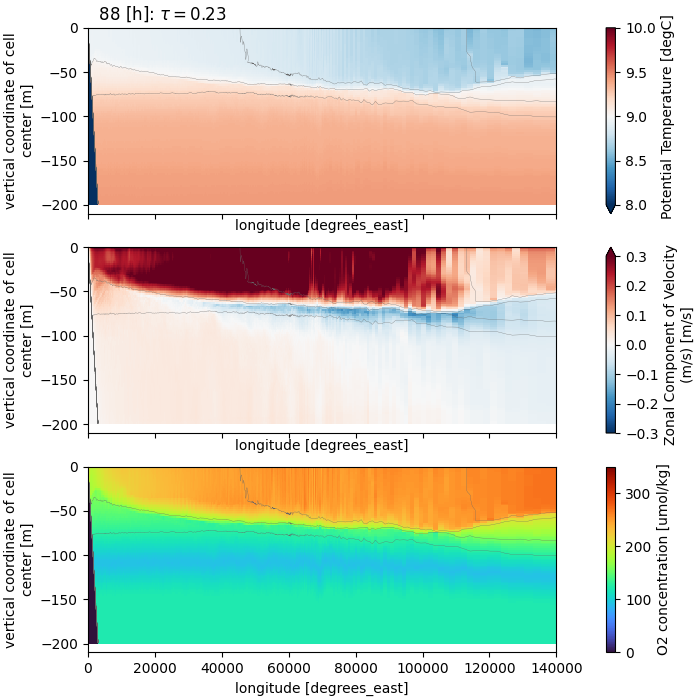 88 [h]: τ = 0.23
0
−50
−100
−150
−200
vertical coordinate of cell
center [m]
longitude [degrees_east]
10.0
9.5
9.0
8.5
8.0
Potential Temperature [degC]
0
−50
−100
−150
−200
vertical coordinate of cell
center [m]
longitude [degrees_east]
0.3
0.2
0.1
0.0
−0.1
−0.2
−0.3
Zonal Component of Velocity
(m/s) [m/s]
0
−50
−100
−150
−200
vertical coordinate of cell
center [m]
0 20000 40000 60000 80000 100000 120000 140000
longitude [degrees_east]
300
200
100
0
O2 concentration [umol/kg]